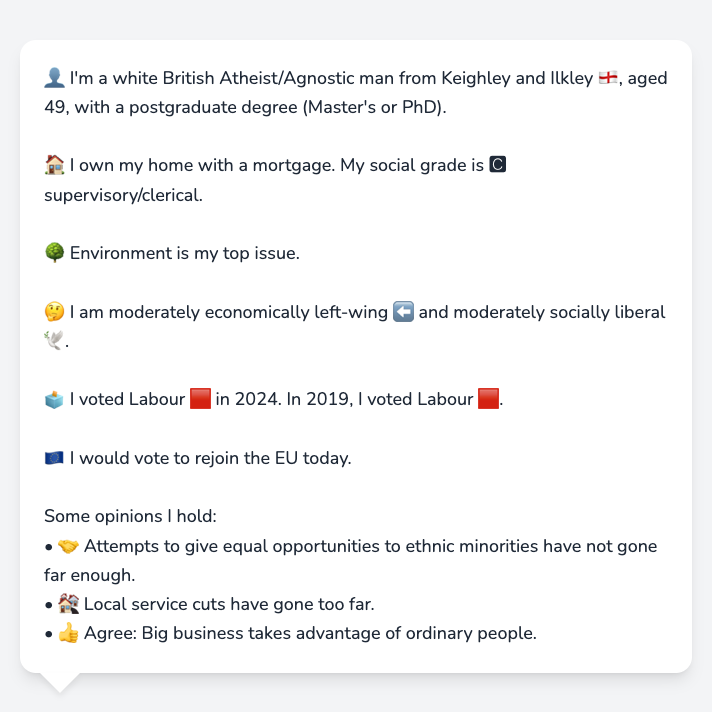 👤 I'm a white British Atheist/Agnostic man from Keighley and Ilkley 🏴󠁧󠁢󠁥󠁮󠁧󠁿, aged
49, with a postgraduate degree (Master's or PhD).
🏠 I own my home with a mortgage. My social grade is 🅲
supervisory/clerical.
🌳 Environment is my top issue.
🤔 I am moderately economically left-wing ⬅️ and moderately socially liberal
🕊️.
🗳️ I voted Labour 🟥 in 2024. In 2019, I voted Labour 🟥.
🇪🇺 I would vote to rejoin the EU today.
Some opinions I hold:
• 🤝 Attempts to give equal opportunities to ethnic minorities have not gone
far enough.
• 🏚️ Local service cuts have gone too far.
• 👍 Agree: Big business takes advantage of ordinary people.